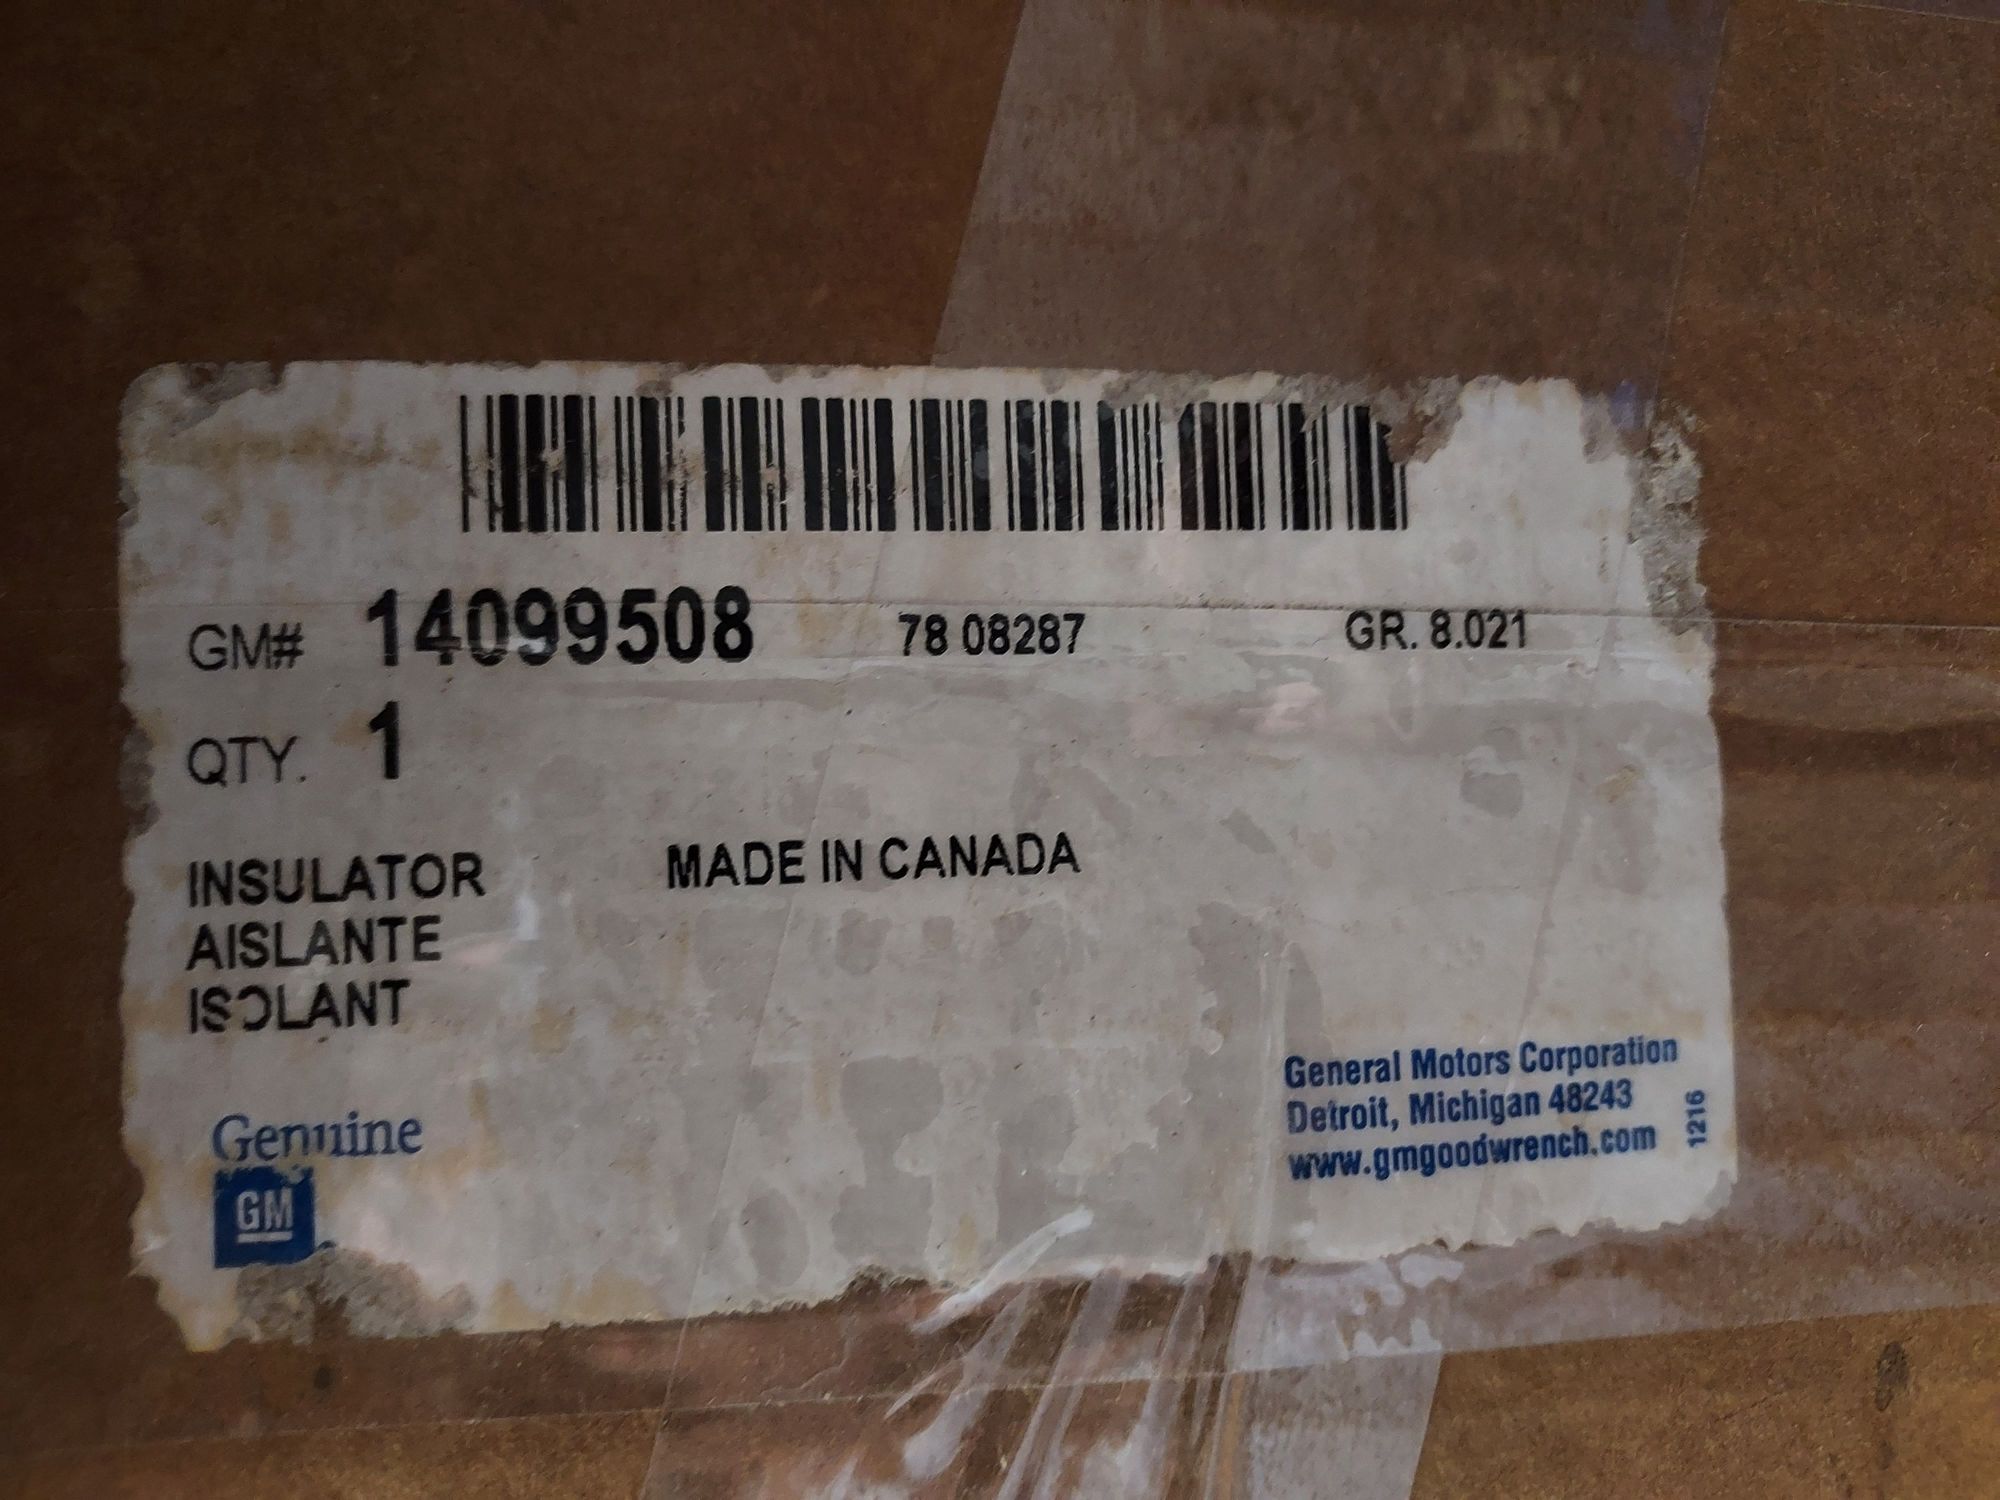 GM# 14099508 78 08287 GR. 8.021
QTY. 1
INSULATOR MADE IN CANADA
AISLANTE
ISOLANT
Genuine
GM
General Motors Corporation
Detroit, Michigan 48243
www.gmgoodwrench.com
1216